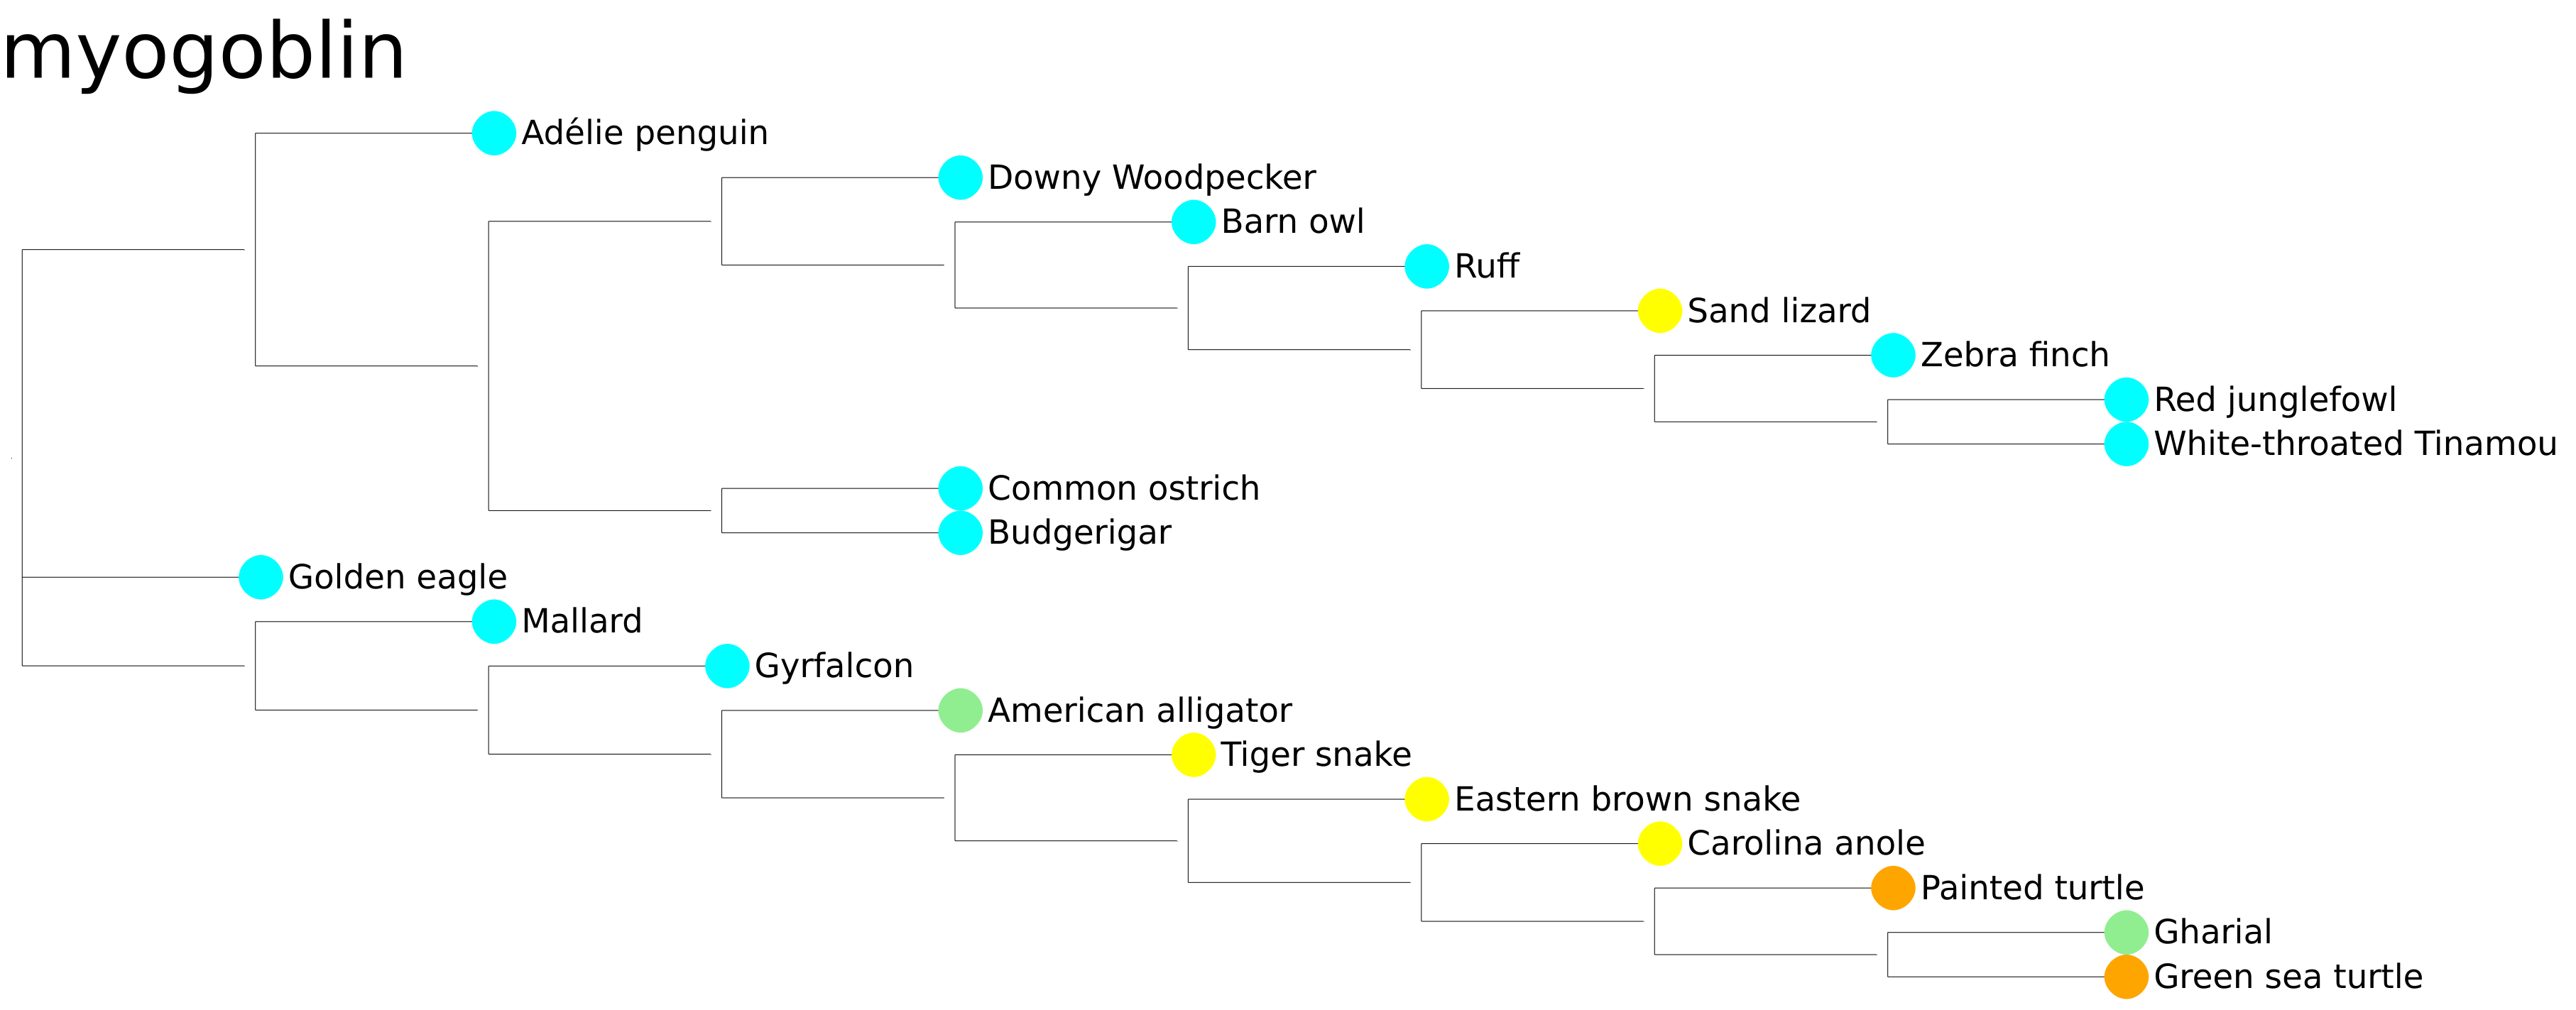 myogoblin
Adélie penguin
Downy Woodpecker
Barn owl
Ruff
Sand lizard
Zebra finch
Red junglefowl
White-throated Tinamou
Common ostrich
Budgerigar
Golden eagle
Mallard
Gyrfalcon
American alligator
Tiger snake
Eastern brown snake
Carolina anole
Painted turtle
Gharial
Green sea turtle